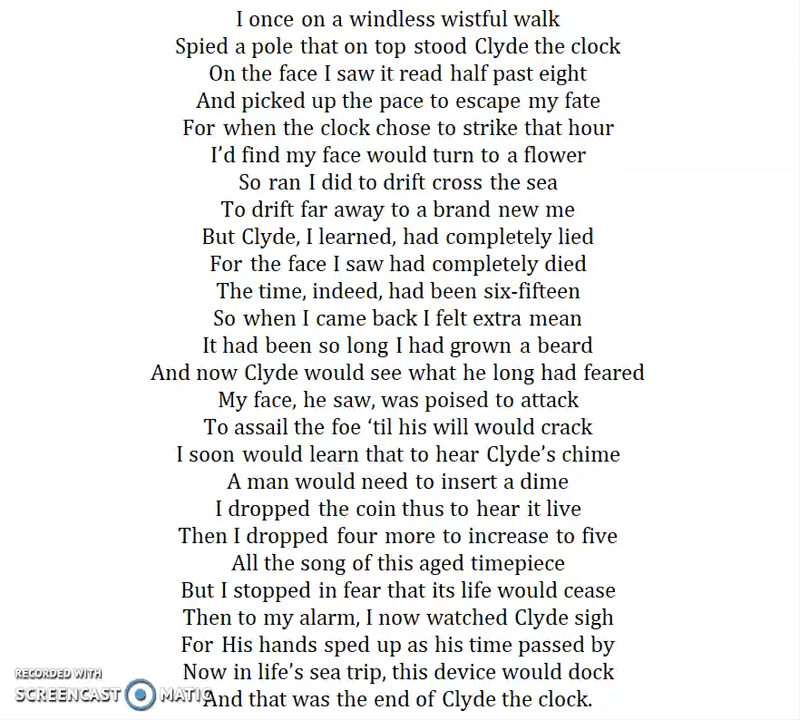 I once on a windless wistful walk
Spied a pole that on top stood Clyde the clock
On the face I saw it read half past eight
And picked up the pace to escape my fate
For when the clock chose to strike that hour
I’d find my face would turn to a flower
So ran I did to drift cross the sea
To drift far away to a brand new me
But Clyde, I learned, had completely lied
For the face I saw had completely died
The time, indeed, had been six-fifteen
So when I came back I felt extra mean
It had been so long I had grown a beard
And now Clyde would see what he long had feared
My face, he saw, was poised to attack
To assail the foe ‘til his will would crack
I soon would learn that to hear Clyde’s chime
A man would need to insert a dime
I dropped the coin thus to hear it live
Then I dropped four more to increase to five
All the song of this aged timepiece
But I stopped in fear that its life would cease
Then to my alarm, I now watched Clyde sigh
For His hands sped up as his time passed by
Now in life’s sea trip, this device would dock
And that was the end of Clyde the clock.
RECORDED WITH
SCREENCAST MATIC